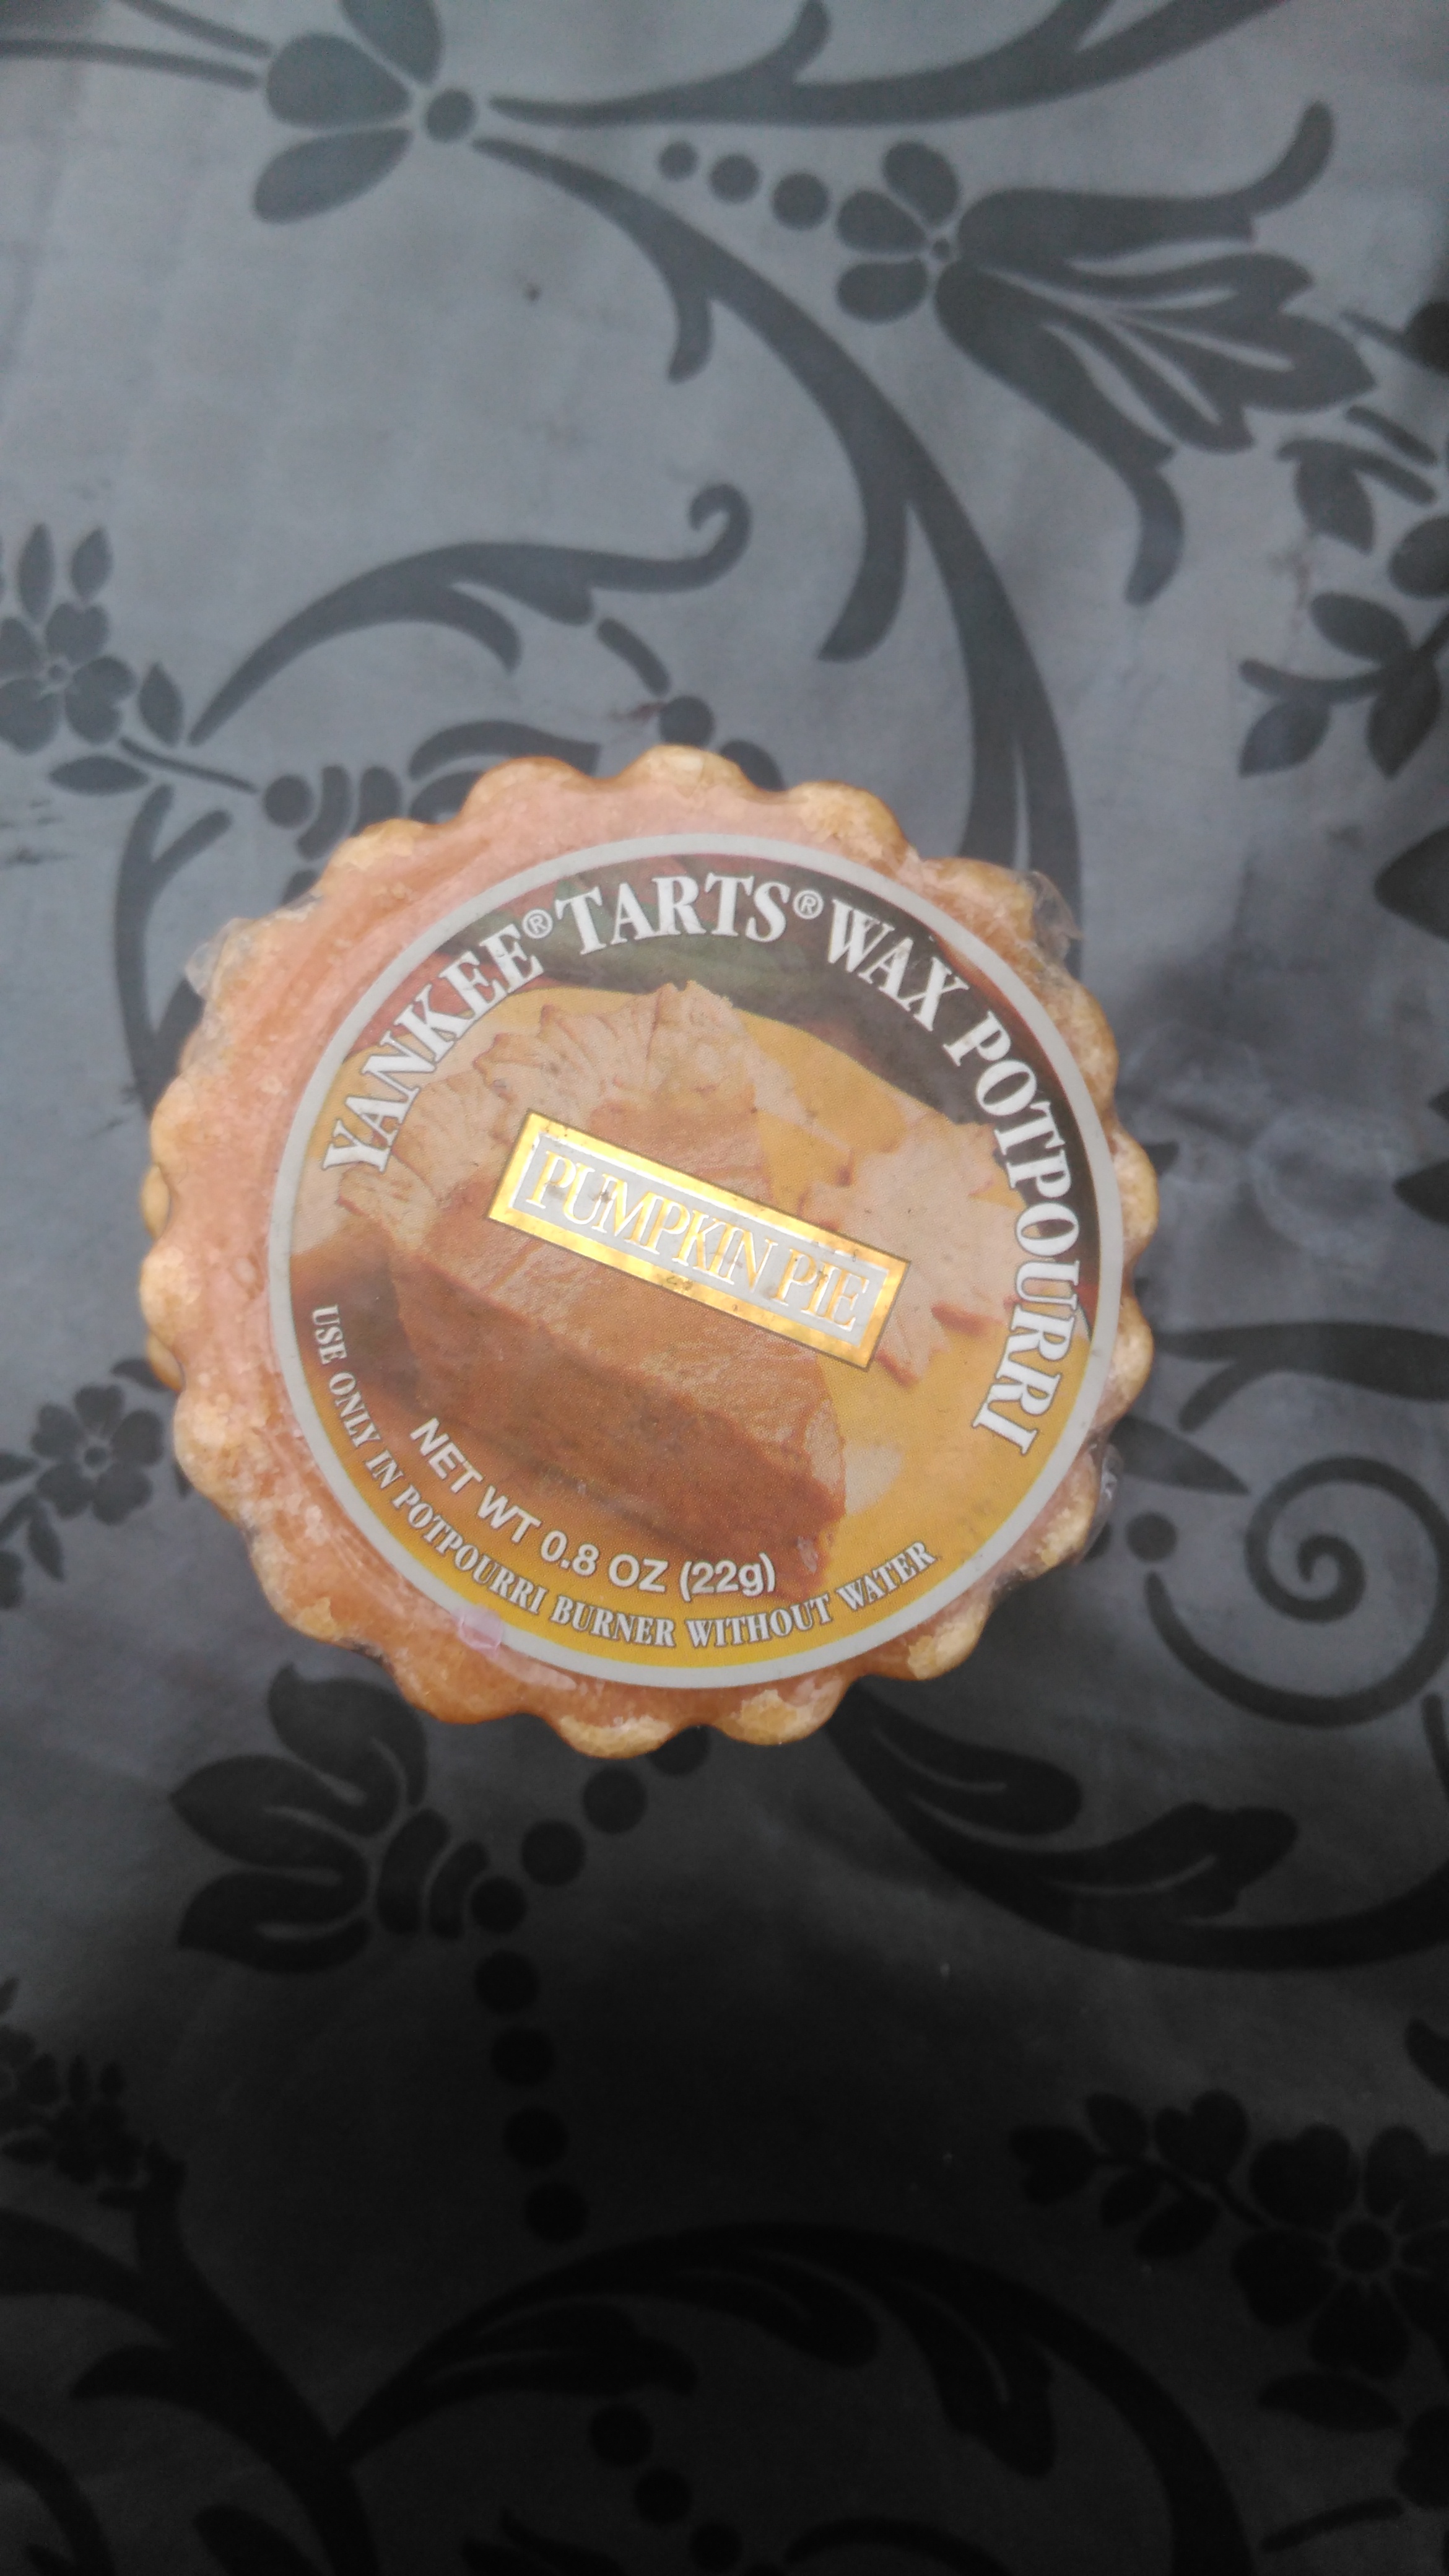 YANKEE® TARTS® WAX POTPOURRI
PUMPKIN PIE
NET WT 0.8 OZ (22g)
USE ONLY IN POTPOURRI BURNER WITHOUT WATER